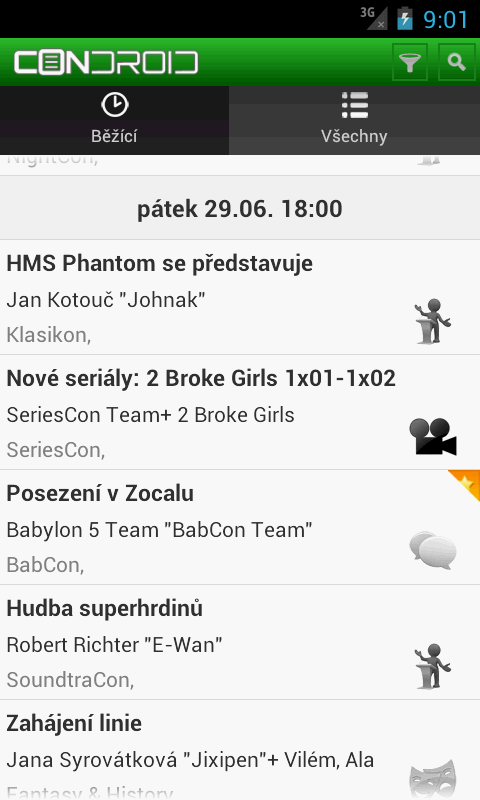 3G 9:01
CONDROID
Běžící Všechny
NightCon,
pátek 29.06. 18:00
HMS Phantom se představuje
Jan Kotouč "Johnak"
Klasikon,
Nové seriály: 2 Broke Girls 1x01-1x02
SeriesCon Team+ 2 Broke Girls
SeriesCon,
Posezení v Zocalu
Babylon 5 Team "BabCon Team"
BabCon,
Hudba superhrdinů
Robert Richter "E-Wan"
SoundtraCon,
Zahájení linie
Jana Syrovátková "Jixipen"+ Vilém, Ala
Fantasy & History